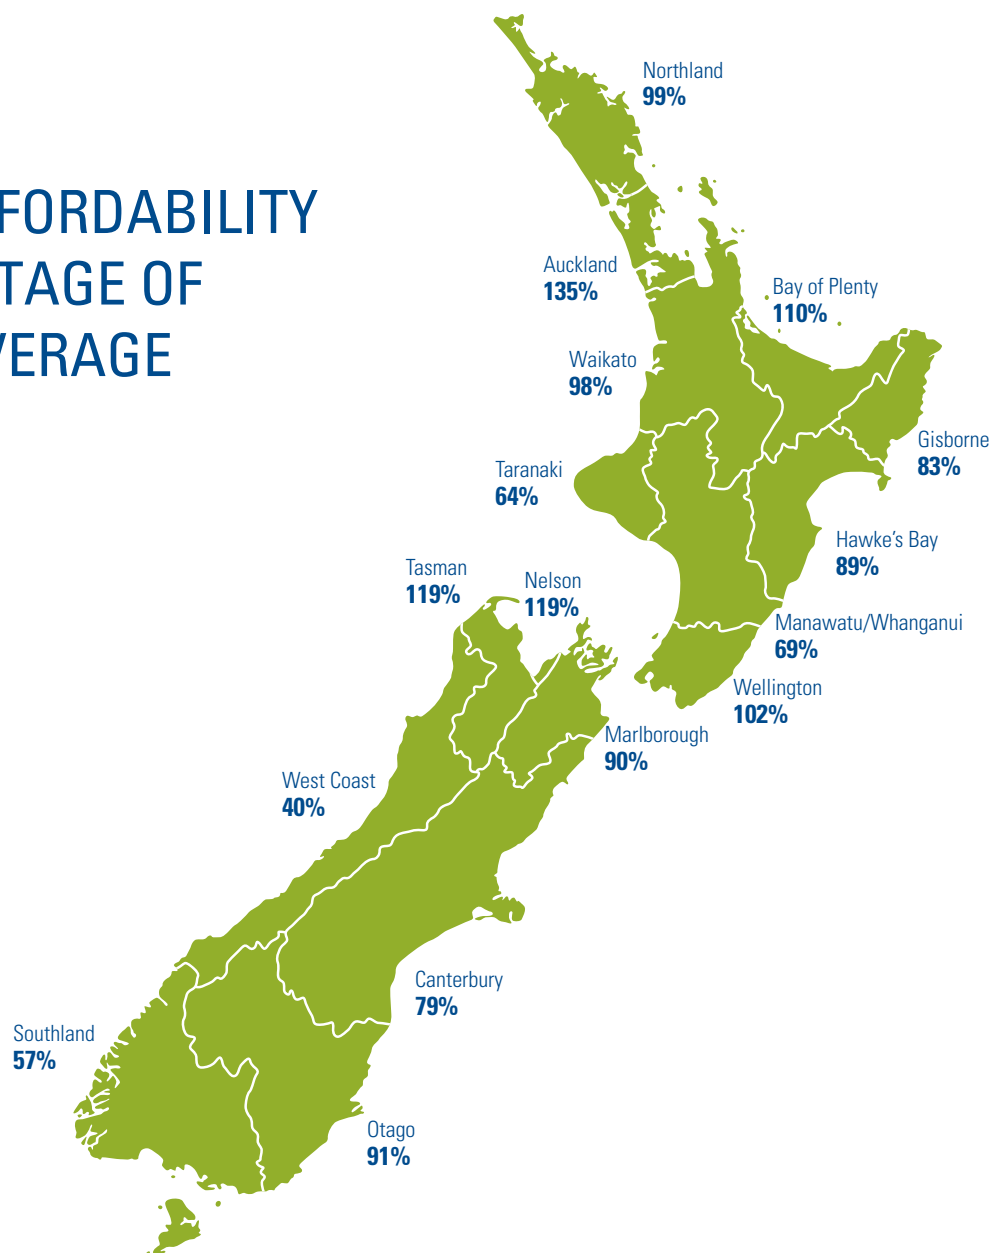 FFORDABILITY
TAGE OF
VERAGE
Northland
99%
Auckland
135%
Bay of Plenty
110%
Waikato
98%
Gisborne
83%
Taranaki
64%
Hawke's Bay
89%
Tasman
119%
Nelson
119%
Manawatu/Whanganui
69%
Wellington
102%
Marlborough
90%
West Coast
40%
Canterbury
79%
Southland
57%
Otago
91%